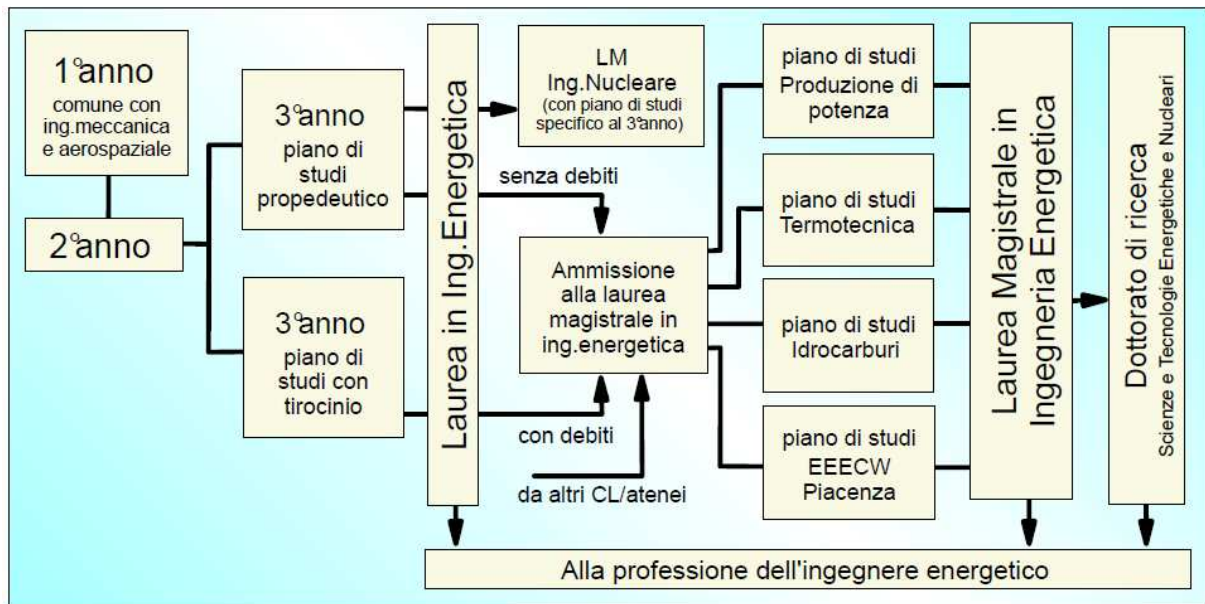 1°anno
comune con
ing.meccanica
e aerospaziale
2°anno
3°anno
piano di
studi
propedeutico
3°anno
piano di
studi con
tirocinio
Laurea in Ing.Energetica
LM
Ing.Nucleare
(con piano di studi
specifico al 3°anno)
senza debiti
Ammissione
alla laurea
magistrale in
ing.energetica
con debiti
da altri CL/atenei
piano di studi
Produzione di
potenza
piano di studi
Termotecnica
piano di studi
Idrocarburi
piano di studi
EEECW
Piacenza
Laurea Magistrale in
Ingegneria Energetica
Dottorato di ricerca
Scienze e Tecnologie Energetiche e Nucleari
Alla professione dell'ingegnere energetico